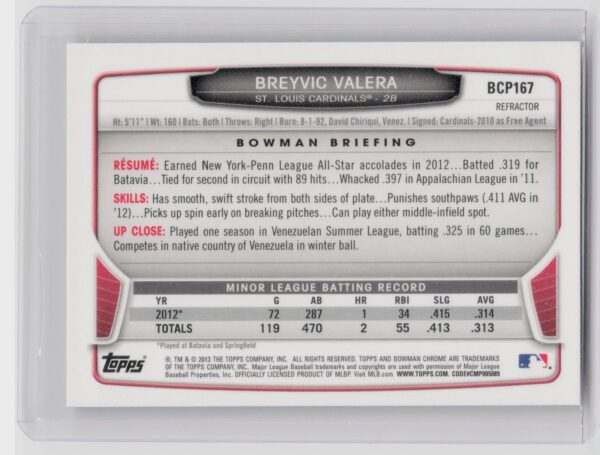 BREYVIC VALERA
ST. LOUIS CARDINALS® - 2B
BCP167
REFRACTOR
Ht: 5'11" | Wt: 160 | Bats: Both | Throws: Right | Born: 8-1-92, David Chiriqui, Venez. | Signed: Cardinals-2010 as Free Agent
BOWMAN BRIEFING
RÉSUMÉ: Earned New York-Penn League All-Star accolades in 2012...Batted .319 for
Batavia...Tied for second in circuit with 89 hits...Whacked .397 in Appalachian League in '11.
SKILLS: Has smooth, swift stroke from both sides of plate...Punishes southpaws (.411 AVG in
'12)...Picks up spin early on breaking pitches...Can play either middle-infield spot.
UP CLOSE: Played one season in Venezuelan Summer League, batting .325 in 60 games...
Competes in native country of Venezuela in winter ball.
MINOR LEAGUE BATTING RECORD
YR G AB HR RBI SLG AVG
2012* 72 287 1 34 .415 .314
TOTALS 119 470 2 55 .413 .313
*Played at Batavia and Springfield
Topps
®, TM & © 2013 THE TOPPS COMPANY, INC. ALL RIGHTS RESERVED. TOPPS AND BOWMAN CHROME ARE TRADEMARKS
OF THE TOPPS COMPANY, INC. Major League Baseball trademarks and copyrights are used with permission of Major League
Baseball Properties, Inc. OFFICIALLY LICENSED PRODUCT OF MLBP. Visit MLB.com. WWW.TOPPS.COM. CODE#CMP005089